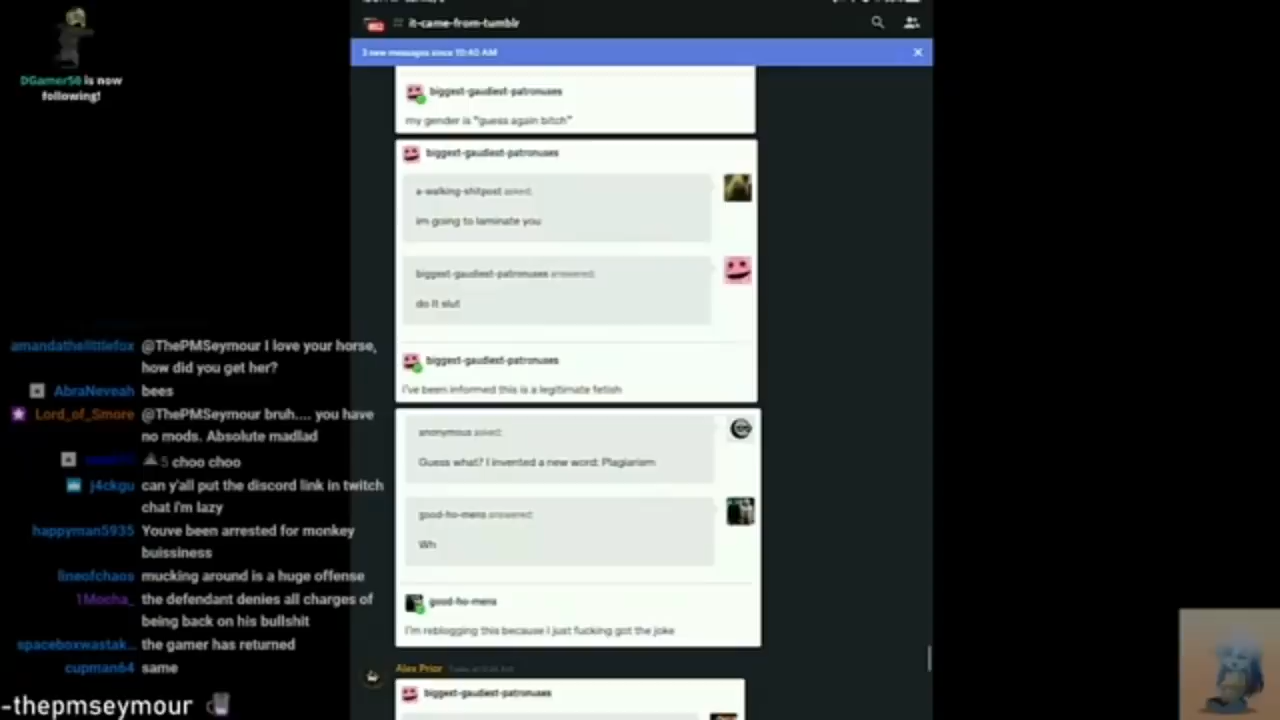 # it-came-from-tumblr
3 new messages since 10:40 AM
DGamer50 is now
following!
biggest-gaudiest-patronuses
my gender is "guess again bitch"
biggest-gaudiest-patronuses
a-walking-shitpost asked:
im going to laminate you
biggest-gaudiest-patronuses answered:
do it slut
biggest-gaudiest-patronuses
I've been informed this is a legitimate fetish
anonymous asked:
Guess what? I invented a new word: Plagiarism
good-ho-mens answered:
Wh
good-ho-mens
I'm reblogging this because I just fucking got the joke
Alex Prior
biggest-gaudiest-patronuses
amandathelittlefox @ThePMSeymour I love your horse,
how did you get her?
AbraNeveah bees
Lord_of_Smore @ThePMSeymour bruh.... you have
no mods. Absolute madlad
5 choo choo
j4ckgu can y'all put the discord link in twitch
chat i'm lazy
happyman5935 Youve been arrested for monkey
buissiness
lineofchaos mucking around is a huge offense
1Mocha_ the defendant denies all charges of
being back on his bullshit
spaceboxwastak... the gamer has returned
cupman64 same
-thepmseymour